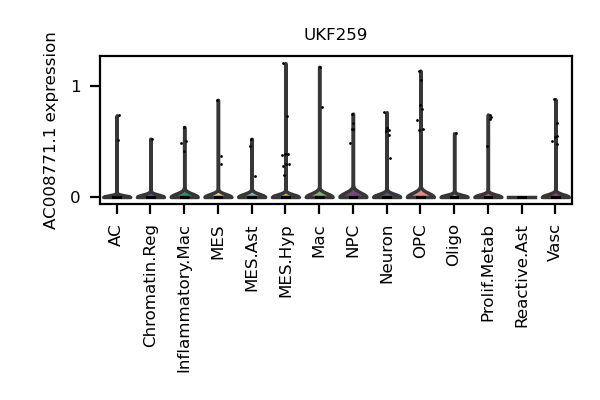 UKF259
AC008771.1 expression
1
0
AC
Chromatin.Reg
Inflammatory.Mac
MES
MES.Ast
MES.Hyp
Mac
NPC
Neuron
OPC
Oligo
Prolif.Metab
Reactive.Ast
Vasc